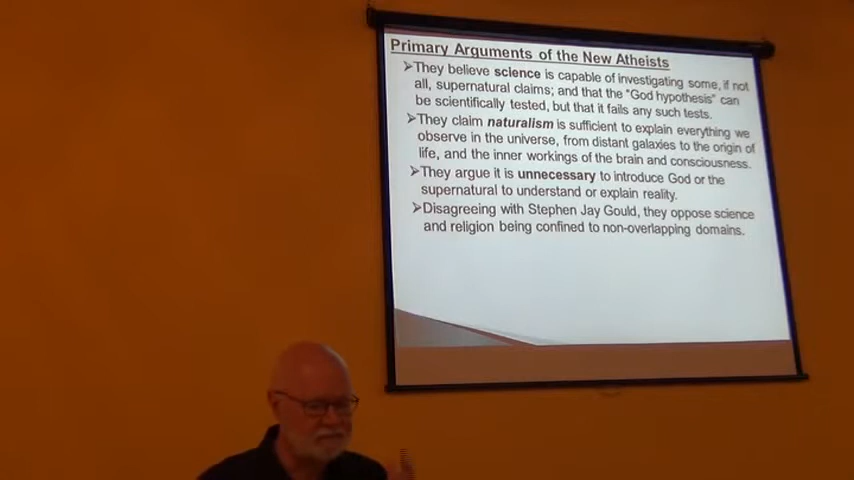 Primary Arguments of the New Atheists
➢They believe science is capable of investigating some, if not
all, supernatural claims; and that the "God hypothesis" can
be scientifically tested, but that it fails any such tests.
➢They claim naturalism is sufficient to explain everything we
observe in the universe, from distant galaxies to the origin of
life, and the inner workings of the brain and consciousness.
➢They argue it is unnecessary to introduce God or the
supernatural to understand or explain reality.
➢Disagreeing with Stephen Jay Gould, they oppose science
and religion being confined to non-overlapping domains.